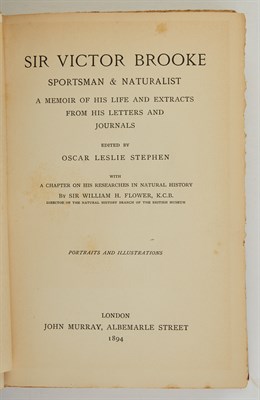 SIR VICTOR BROOKE
SPORTSMAN & NATURALIST
A MEMOIR OF HIS LIFE AND EXTRACTS
FROM HIS LETTERS AND
JOURNALS
EDITED BY
OSCAR LESLIE STEPHEN
WITH
A CHAPTER ON HIS RESEARCHES IN NATURAL HISTORY
BY SIR WILLIAM H. FLOWER, K.C.B.
DIRECTOR OF THE NATURAL HISTORY BRANCH OF THE BRITISH MUSEUM
PORTRAITS AND ILLUSTRATIONS
LONDON
JOHN MURRAY, ALBEMARLE STREET
1894